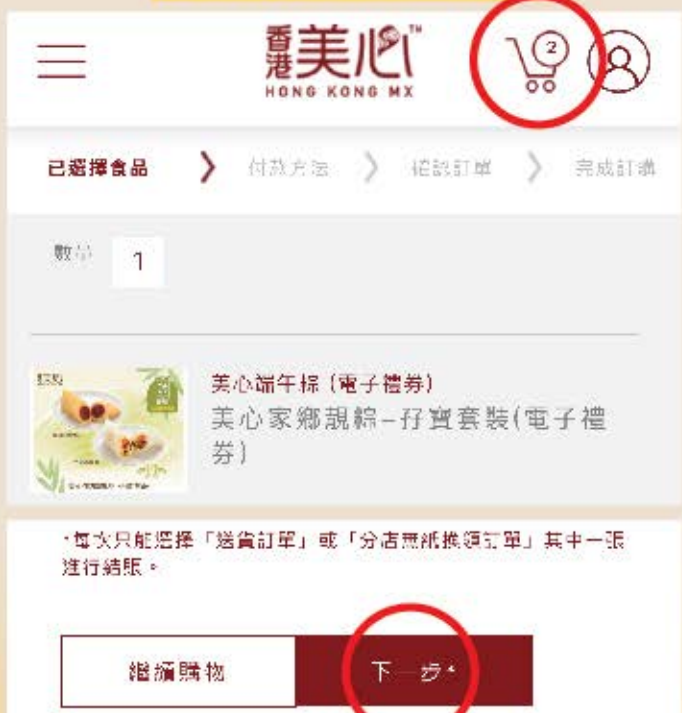 香港美心™
HONG KONG MX
2
已選擇食品 付款方法 確認訂單 完成訂購
數量 1
美心端午棕 (電子禮券)
美心家鄉靚綜–孖寶套裝(電子禮
券)
*每次只能選擇「送貨訂單」或「分店無紙換領訂單」其中一張
進行結賬。
繼續購物 下一步*